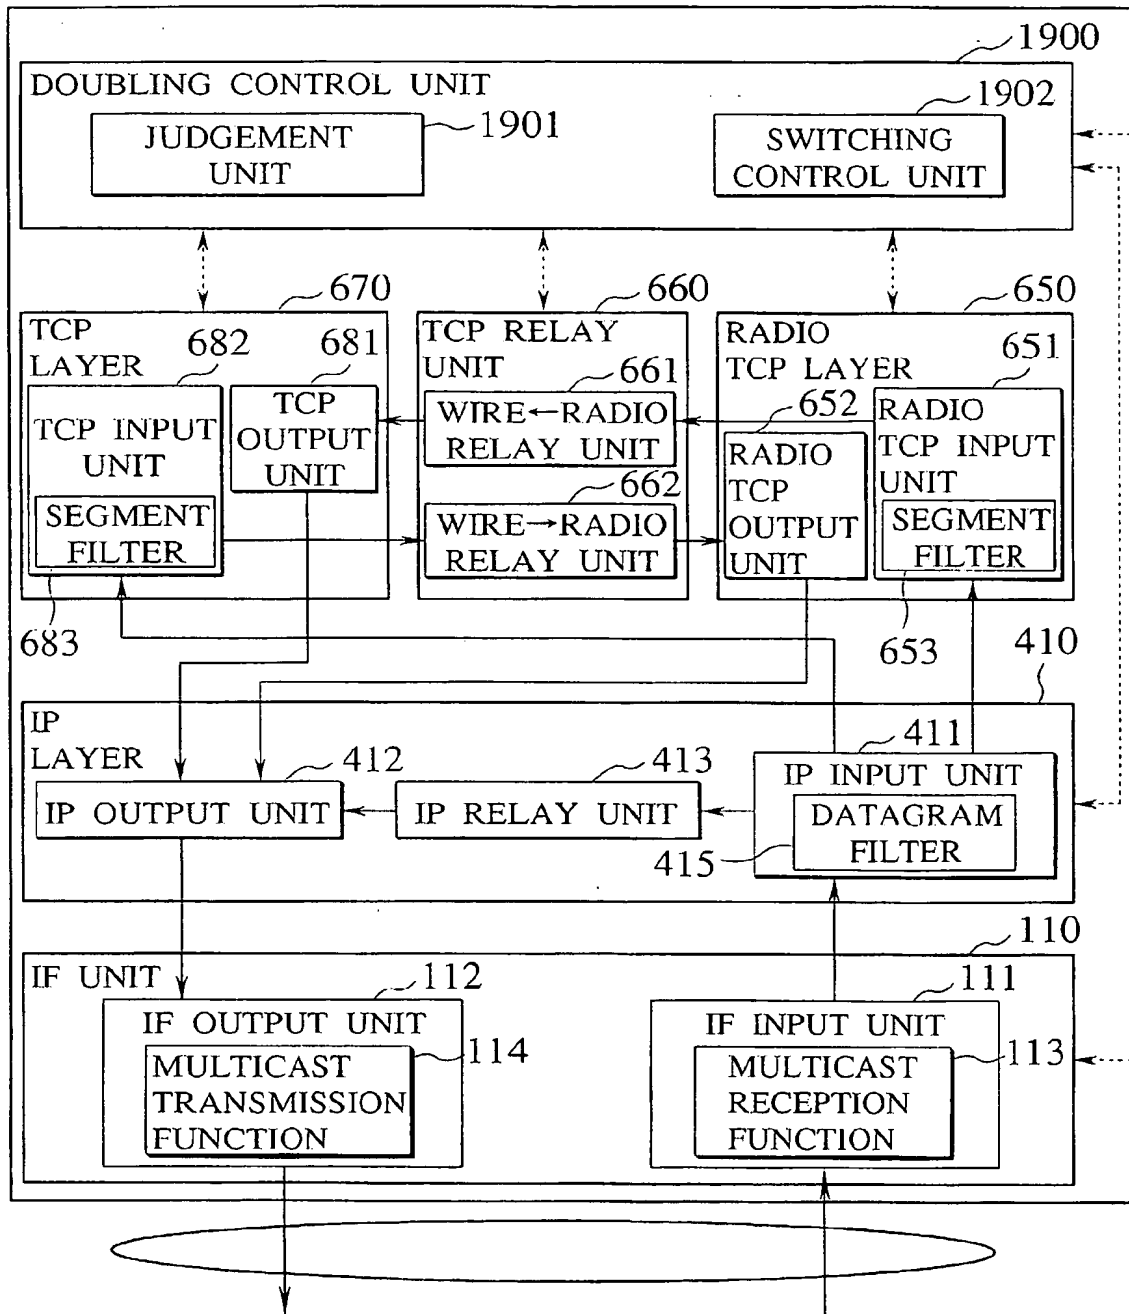 1900
DOUBLING CONTROL UNIT
1901
1902
JUDGEMENT
UNIT
SWITCHING
CONTROL UNIT
670
660
650
TCP
LAYER
682
681
TCP INPUT
UNIT
SEGMENT
FILTER
683
TCP
OUTPUT
UNIT
TCP RELAY
UNIT
661
WIRE←RADIO
RELAY UNIT
662
WIRE→RADIO
RELAY UNIT
RADIO
TCP LAYER
651
652
RADIO
TCP
OUTPUT
UNIT
RADIO
TCP INPUT
UNIT
SEGMENT
FILTER
653
410
IP
LAYER
412
413
411
IP OUTPUT UNIT
IP RELAY UNIT
IP INPUT UNIT
DATAGRAM
FILTER
415
110
IF UNIT
112
111
IF OUTPUT UNIT
114
MULTICAST
TRANSMISSION
FUNCTION
IF INPUT UNIT
113
MULTICAST
RECEPTION
FUNCTION